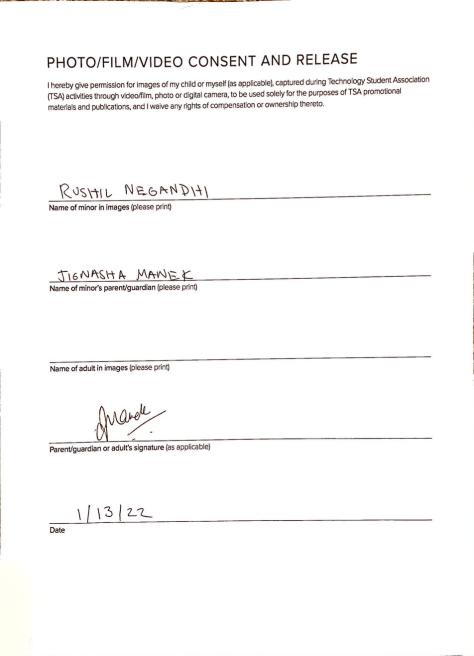 PHOTO/FILM/VIDEO CONSENT AND RELEASE
I hereby give permission for images of my child or myself (as applicable), captured during Technology Student Association
(TSA) activities through video/film, photo or digital camera, to be used solely for the purposes of TSA promotional
materials and publications, and I waive any rights of compensation or ownership thereto.
RUSHIL NEGANDHI
Name of minor in images (please print)
JIGNASHA MANEK
Name of minor's parent/guardian (please print)
Name of adult in images (please print)
Parent/guardian or adult's signature (as applicable)
1/13/22
Date